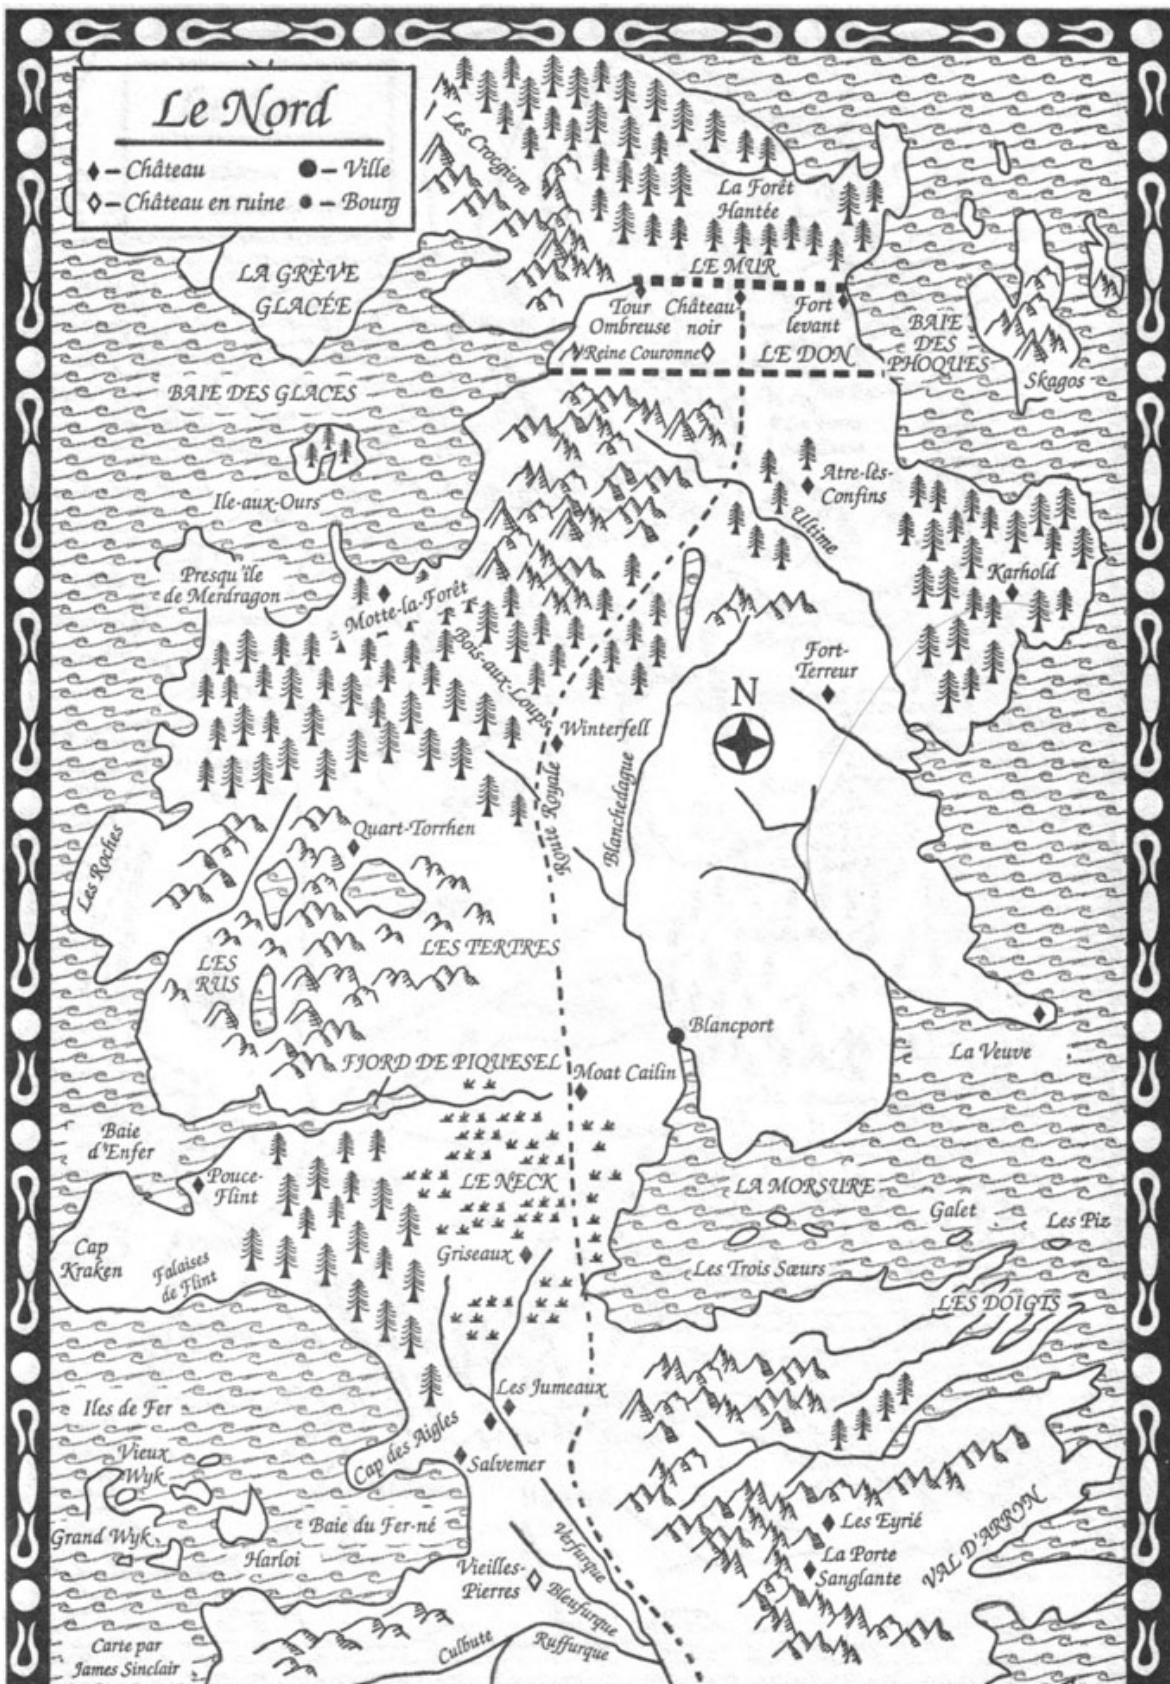 Le Nord
– Château
– Ville
– Château en ruine
– Bourg
Les Crocgivre
La Forêt
Hantée
LA GRÈVE
GLACÉE
LE MUR
Tour
Ombreuse
Château
noir
Fort
levant
Reine Couronne
LE DON
BAIE
DES
PHOQUES
Skagos
BAIE DES GLACES
Ile-aux-Ours
Atre-lès-
Confins
Ultime
Karhold
Presqu'île
de Merdragon
Motte-la-Forêt
Bois-aux-Loups
Fort-
Terreur
N
Winterfell
Route Royale
Blanchedague
Les Roches
Quart-Torrhen
LES TERTRES
LES
RUS
Blancport
La Veuve
FJORD DE PIQUESEL
Moat Cailin
Baie
d'Enfer
Pouce-
Flint
LE NECK
LA MORSURE
Galet
Les Piz
Cap
Kraken
Falaises
de Flint
Griseaux
Les Trois Sœurs
LES DOIGTS
Iles de Fer
Les Jumeaux
Cap des Aigles
Salvemer
Vieux
Wyk
Grand Wyk
Harloi
Baie du Fer-né
Les Eyrié
La Porte
Sanglante
VAL D'ARRYN
Vieilles-
Pierres
Verfurque
Bleufurque
Culbute
Ruffurque
Carte par
James Sinclair